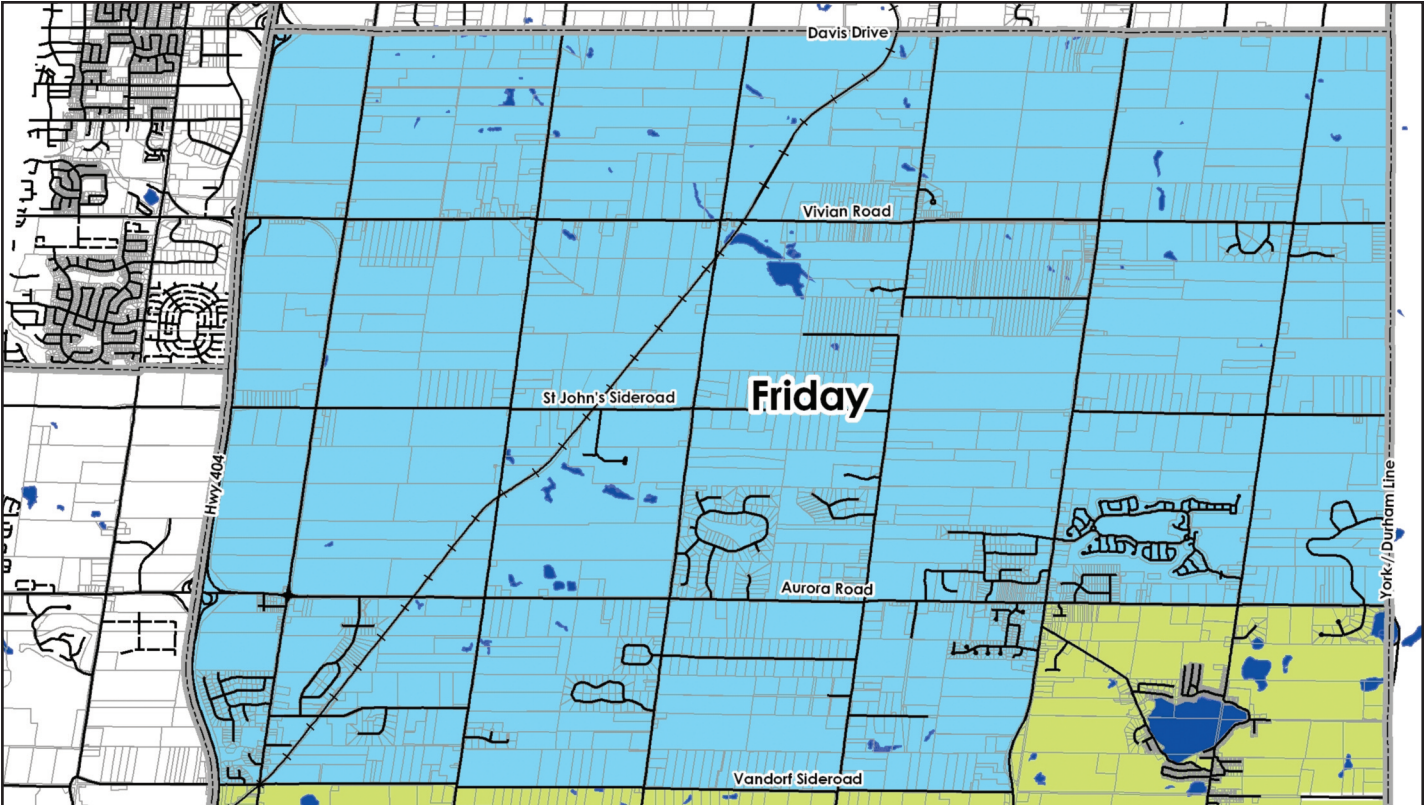 Davis Drive
Vivian Road
St John's Sideroad
Friday
Hwy 404
York / Durham Line
Aurora Road
Vandorf Sideroad